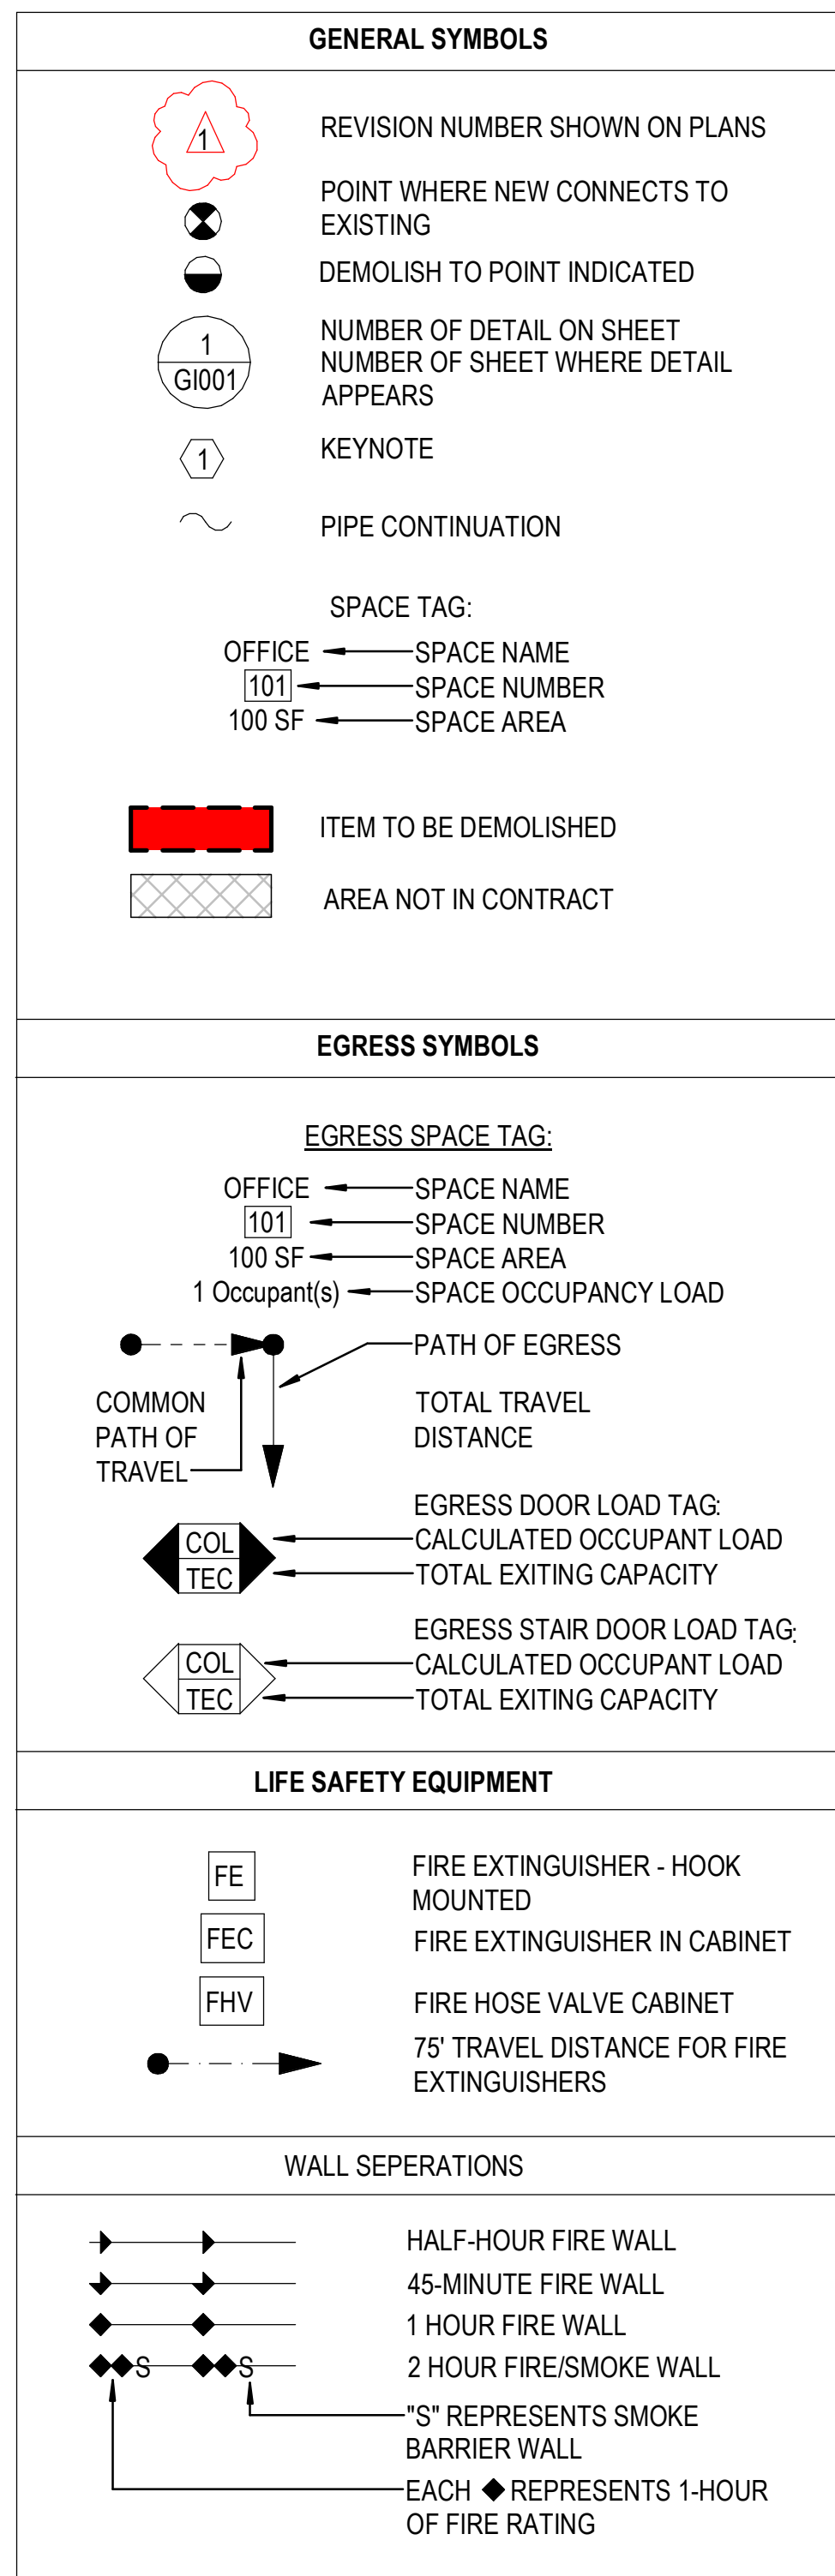 GENERAL SYMBOLS
1
REVISION NUMBER SHOWN ON PLANS
POINT WHERE NEW CONNECTS TO
EXISTING
DEMOLISH TO POINT INDICATED
1
GI001
NUMBER OF DETAIL ON SHEET
NUMBER OF SHEET WHERE DETAIL
APPEARS
1
KEYNOTE
PIPE CONTINUATION
SPACE TAG:
OFFICE SPACE NAME
101 SPACE NUMBER
100 SF SPACE AREA
ITEM TO BE DEMOLISHED
AREA NOT IN CONTRACT
EGRESS SYMBOLS
EGRESS SPACE TAG:
OFFICE SPACE NAME
101 SPACE NUMBER
100 SF SPACE AREA
1 Occupant(s) SPACE OCCUPANCY LOAD
PATH OF EGRESS
COMMON
PATH OF
TRAVEL
TOTAL TRAVEL
DISTANCE
EGRESS DOOR LOAD TAG:
COL CALCULATED OCCUPANT LOAD
TEC TOTAL EXITING CAPACITY
EGRESS STAIR DOOR LOAD TAG:
COL CALCULATED OCCUPANT LOAD
TEC TOTAL EXITING CAPACITY
LIFE SAFETY EQUIPMENT
FE
FIRE EXTINGUISHER - HOOK
MOUNTED
FEC FIRE EXTINGUISHER IN CABINET
FHV FIRE HOSE VALVE CABINET
75' TRAVEL DISTANCE FOR FIRE
EXTINGUISHERS
WALL SEPERATIONS
HALF-HOUR FIRE WALL
45-MINUTE FIRE WALL
1 HOUR FIRE WALL
S S 2 HOUR FIRE/SMOKE WALL
"S" REPRESENTS SMOKE
BARRIER WALL
EACH ◆ REPRESENTS 1-HOUR
OF FIRE RATING